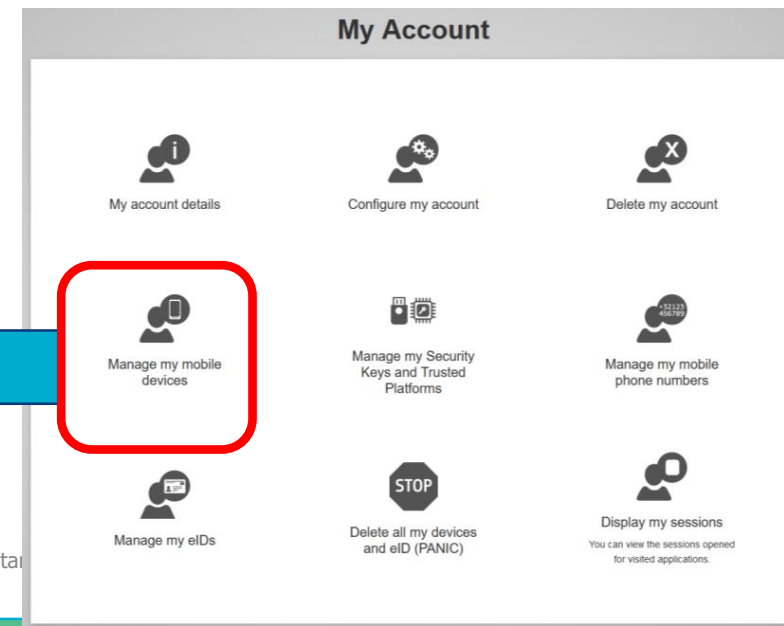 My Account
i
X
My account details
Configure my account
Delete my account
+32123
456789
Manage my mobile
devices
Manage my Security
Keys and Trusted
Platforms
Manage my mobile
phone numbers
STOP
Manage my eIDs
Delete all my devices
and eID (PANIC)
Display my sessions
You can view the sessions opened
for visited applications.